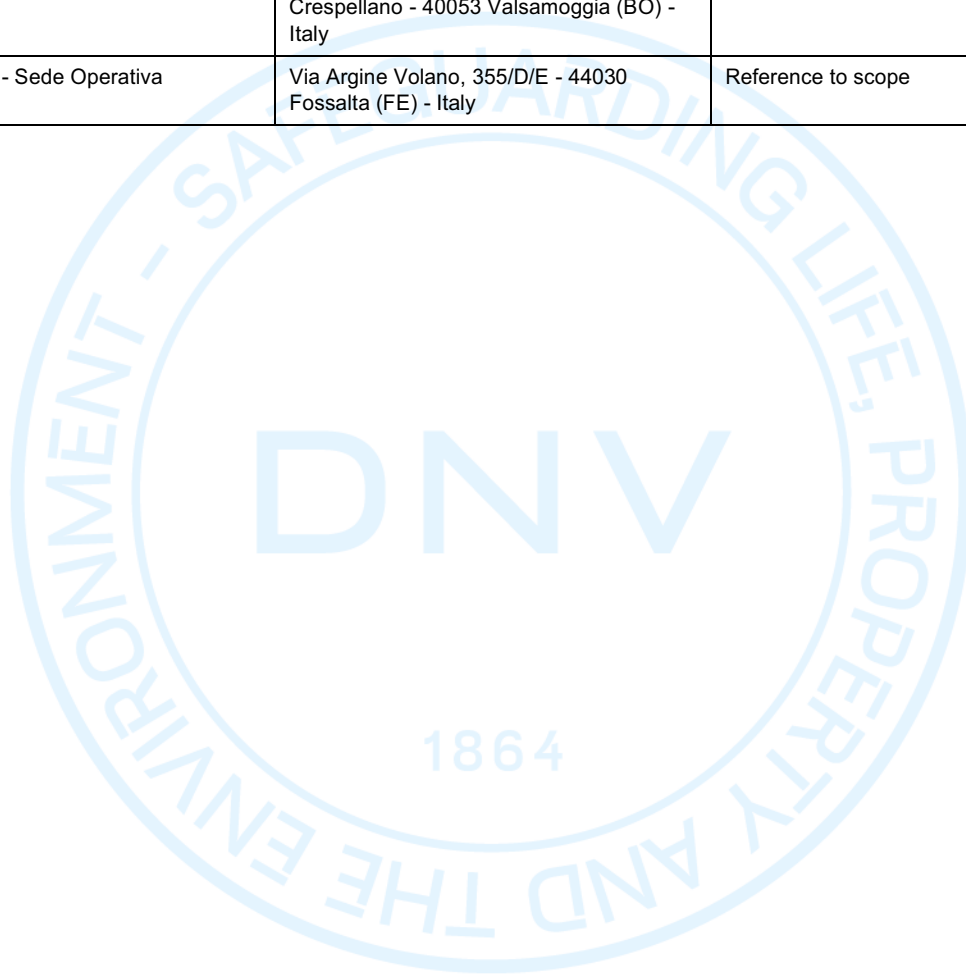 Crespellano - 40053 Valsamoggia (BO) -
Italy
- Sede Operativa
Via Argine Volano, 355/D/E - 44030
Fossalta (FE) - Italy
Reference to scope
SAFEGUARDING LIFE, PROPERTY AND THE ENVIRONMENT -
DNV
1864